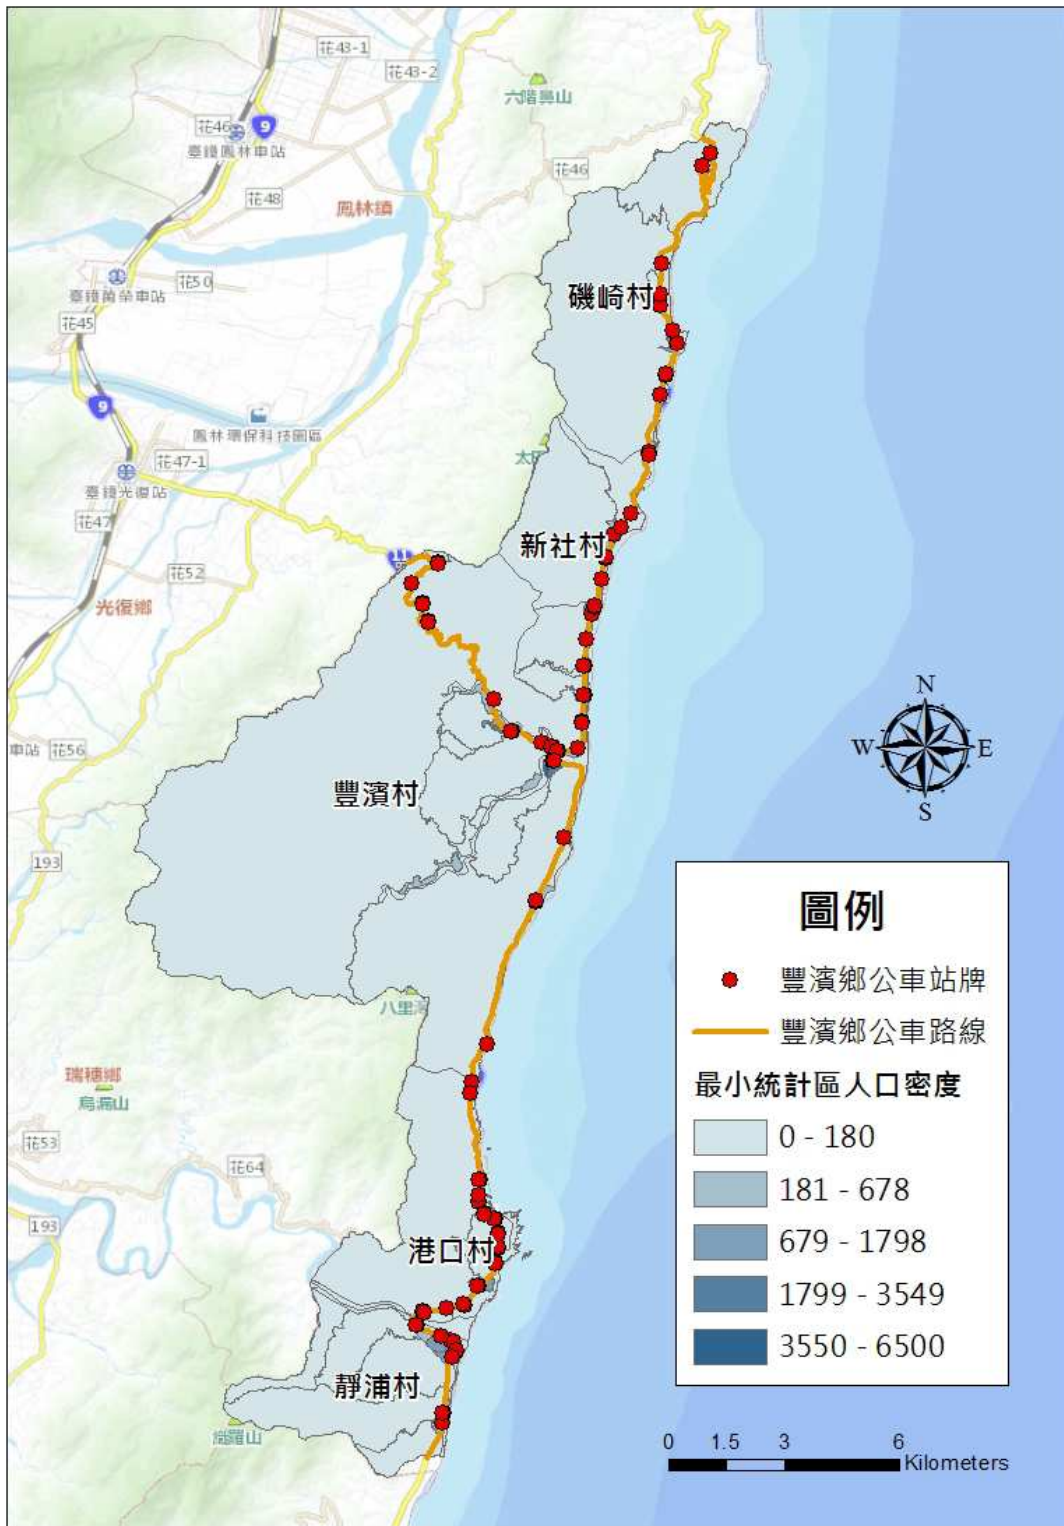 花43-1
花43-2
六階鼻山
花46
9
臺鐵鳳林車站
花46
花48
鳳林鎮
花50
磯崎村
花45
9
鳳林環保科技園區
花47-1
臺鐵光復站
花47
新社村
11
花52
光復鄉
N
W
E
S
車站
花56
豐濱村
193
圖例
豐濱鄉公車站牌
豐濱鄉公車路線
最小統計區人口密度
0 - 180
181 - 678
679 - 1798
1799 - 3549
3550 - 6500
八里
瑞穗鄉
烏漏山
花53
花64
193
港口村
靜浦村
0
1.5
3
6
Kilometers